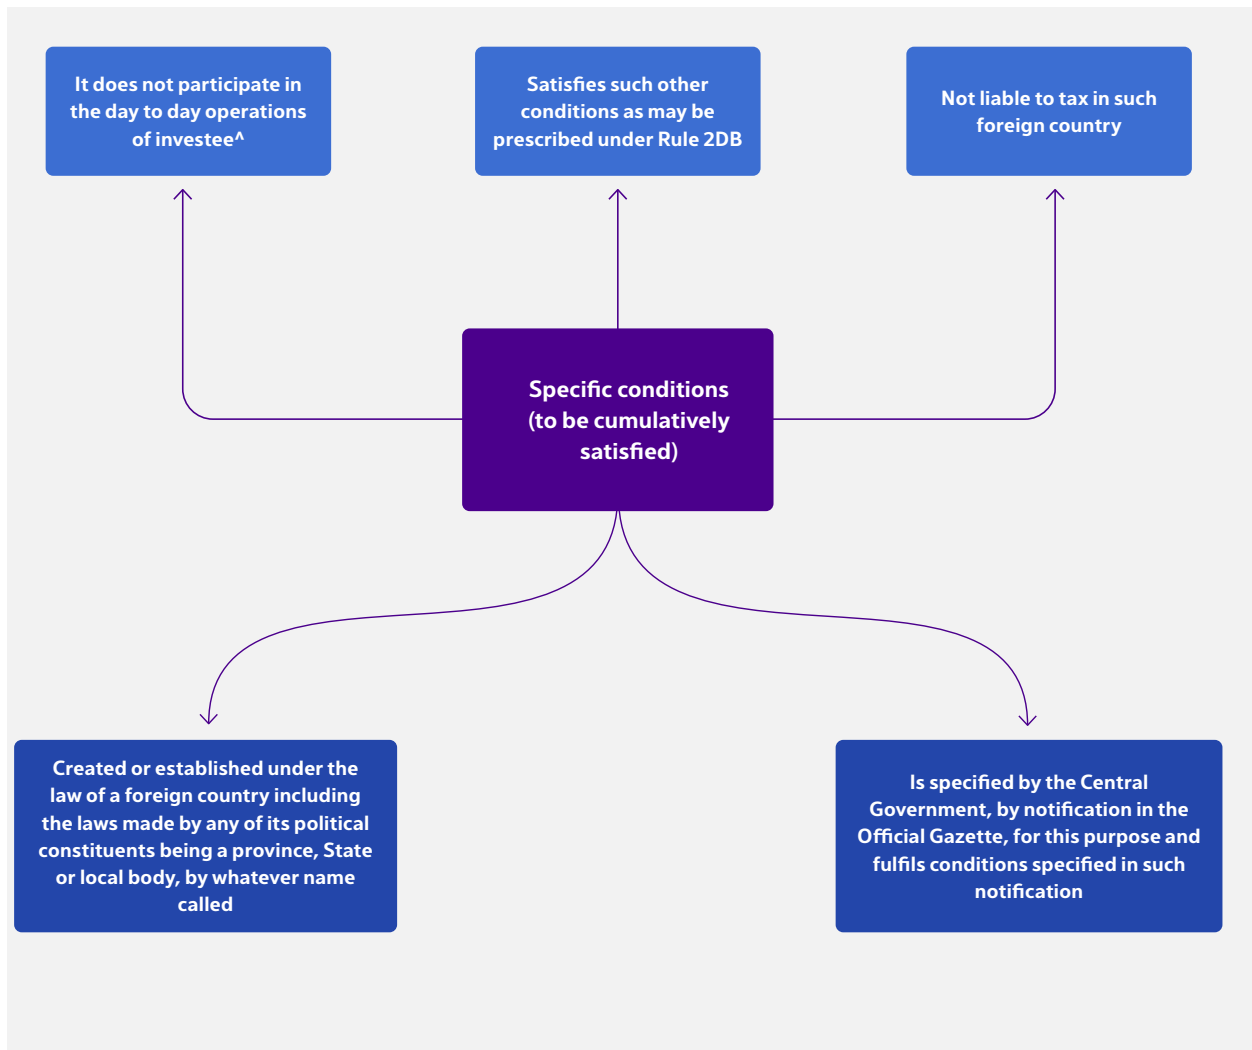 It does not participate in
the day to day operations
of investee^
Satisfies such other
conditions as may be
prescribed under Rule 2DB
Not liable to tax in such
foreign country
Specific conditions
(to be cumulatively
satisfied)
Created or established under the
law of a foreign country including
the laws made by any of its political
constituents being a province, State
or local body, by whatever name
called
Is specified by the Central
Government, by notification in the
Official Gazette, for this purpose and
fulfils conditions specified in such
notification